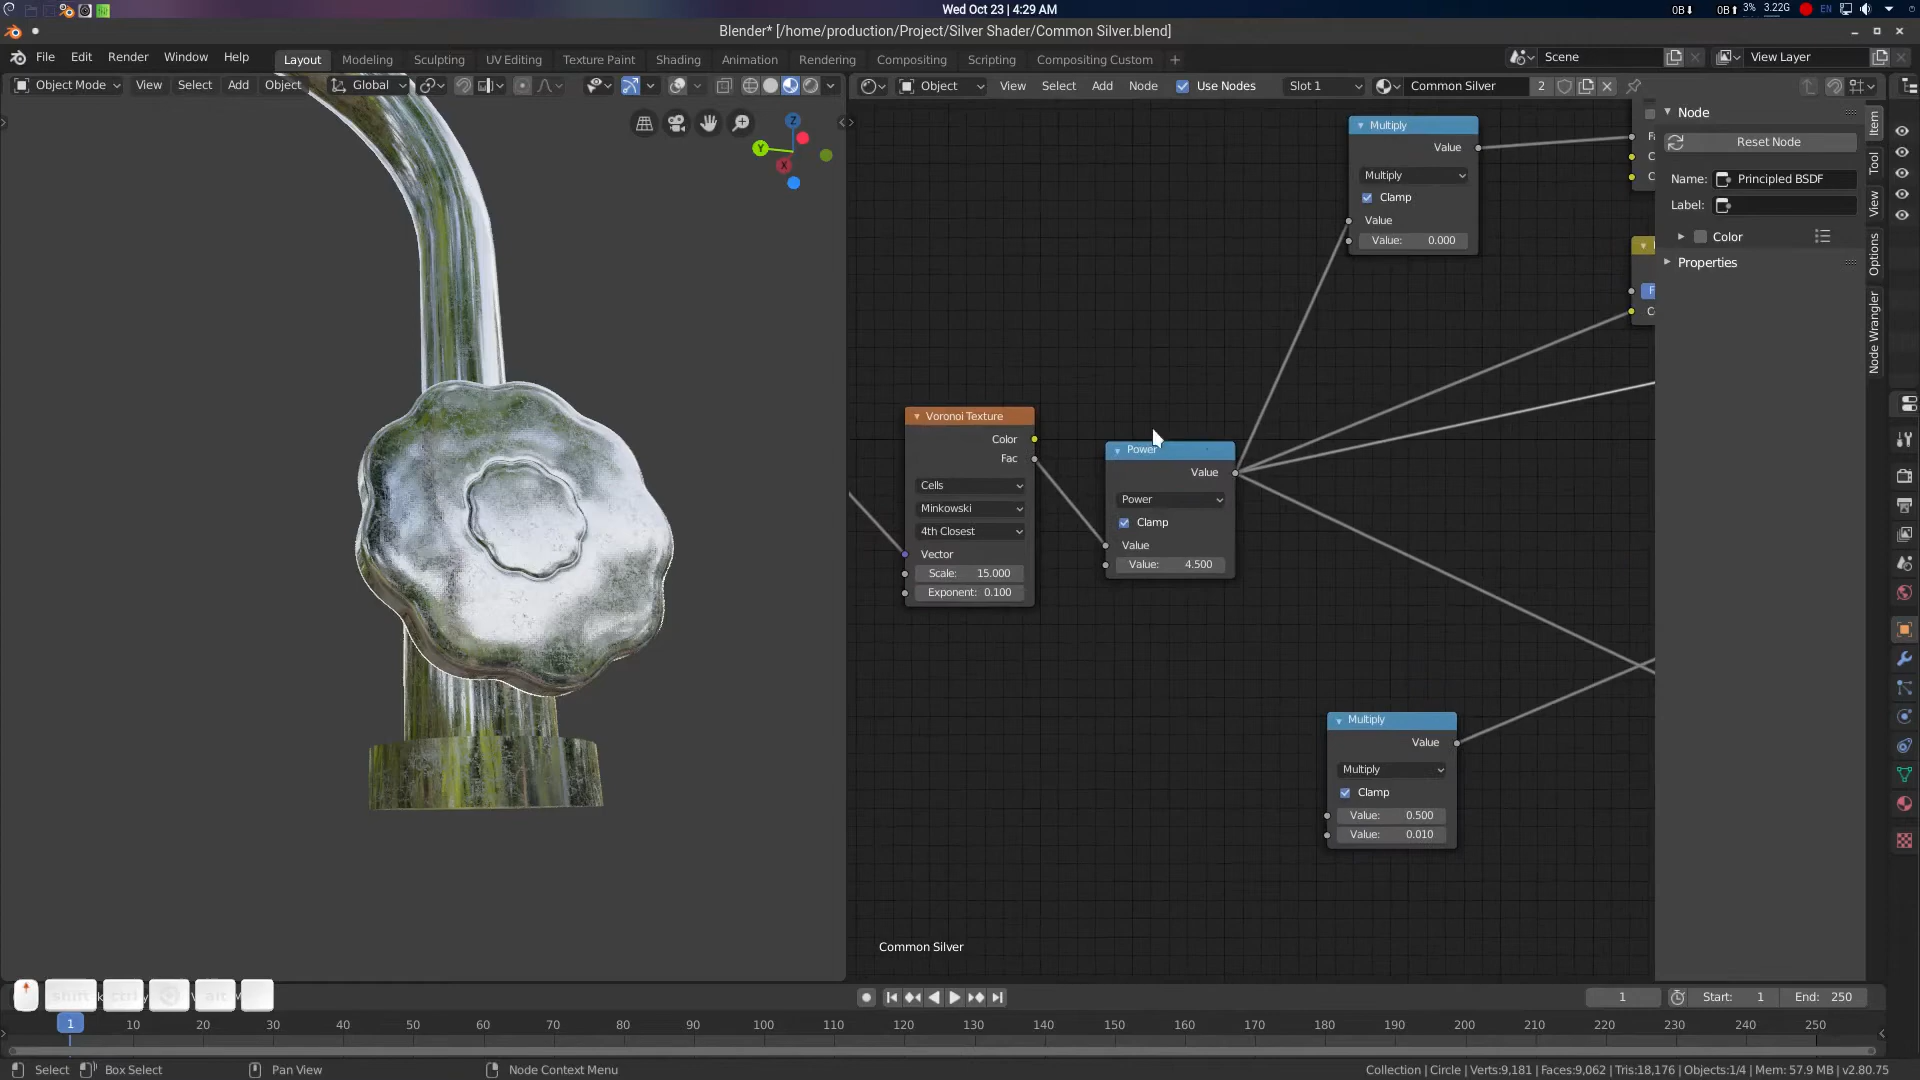 Wed Oct 23 | 4:29 AM
0B 0B 3% 3.22G EN
Blender* [/home/production/Project/Silver Shader/Common Silver.blend]
File Edit Render Window Help Layout Modeling Sculpting UV Editing Texture Paint Shading Animation Rendering Compositing Scripting Compositing Custom + Scene View Layer
Object Mode View Select Add Object Global
Object View Select Add Node Use Nodes Slot 1 Common Silver 2
Z
Y
X
Multiply
Value
Multiply
Clamp
Value
Value: 0.000
Node
Reset Node
Name: Principled BSDF
Label:
Color
Properties
Item
Tool
View
Options
Node Wrangler
Voronoi Texture
Color
Fac
Cells
Minkowski
4th Closest
Vector
Scale: 15.000
Exponent: 0.100
Power
Value
Power
Clamp
Value
Value: 4.500
Multiply
Value
Multiply
Clamp
Value: 0.500
Value: 0.010
Common Silver
1 Start: 1 End: 250
1 10 20 30 40 50 60 70 80 90 100 110 120 130 140 150 160 170 180 190 200 210 220 230 240 250
Select Box Select Pan View Node Context Menu Collection | Circle | Verts:9,181 | Faces:9,062 | Tris:18,176 | Objects:1/4 | Mem: 57.9 MB | v2.80.75